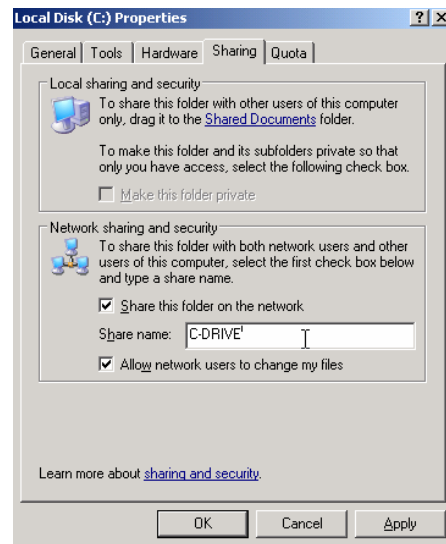 Local Disk (C:) Properties
General Tools Hardware Sharing Quota
Local sharing and security
To share this folder with other users of this computer
only, drag it to the Shared Documents folder.
To make this folder and its subfolders private so that
only you have access, select the following check box.
Make this folder private
Network sharing and security
To share this folder with both network users and other
users of this computer, select the first check box below
and type a share name.
Share this folder on the network
Share name: C-DRIVE'
Allow network users to change my files
Learn more about sharing and security.
OK Cancel Apply